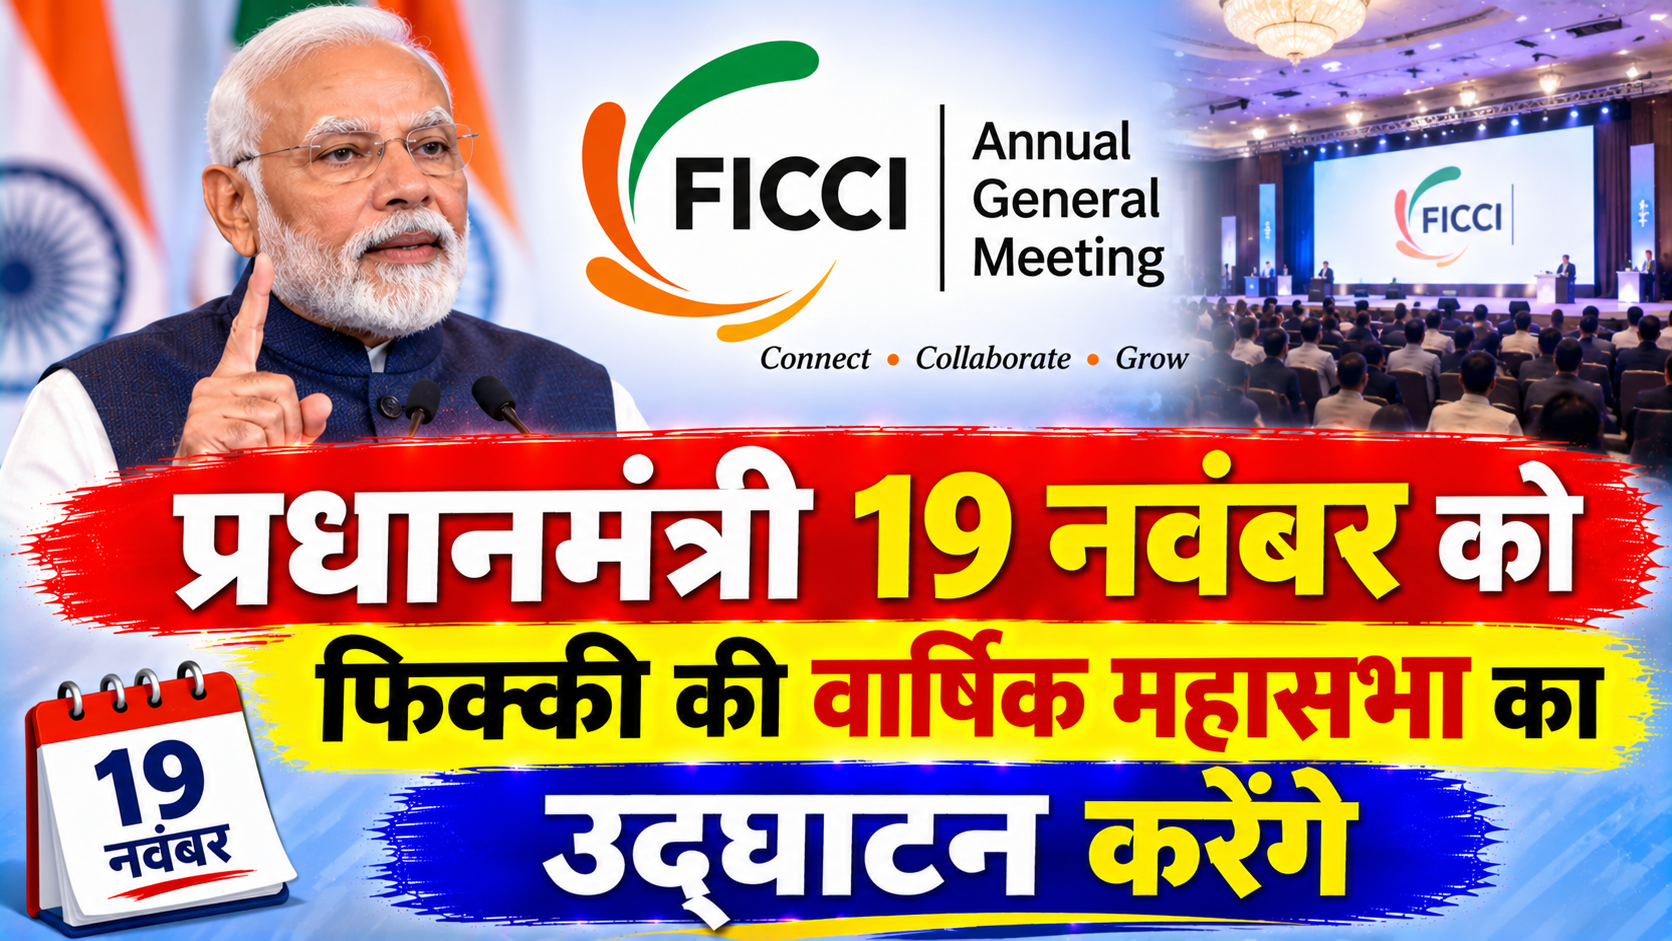 FICCI
Annual
General
Meeting
Connect • Collaborate • Grow
FICCI
प्रधानमंत्री 19 नवंबर को
फिक्की की वार्षिक महासभा का
उद्घाटन करेंगे
19
नवंबर